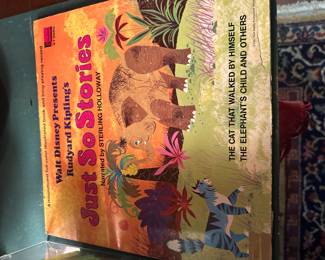 Walt Disney Presents
Rudyard Kipling's
Just So Stories
Narrated by STERLING HOLLOWAY
THE CAT THAT WALKED BY HIMSELF
THE ELEPHANT'S CHILD AND OTHERS